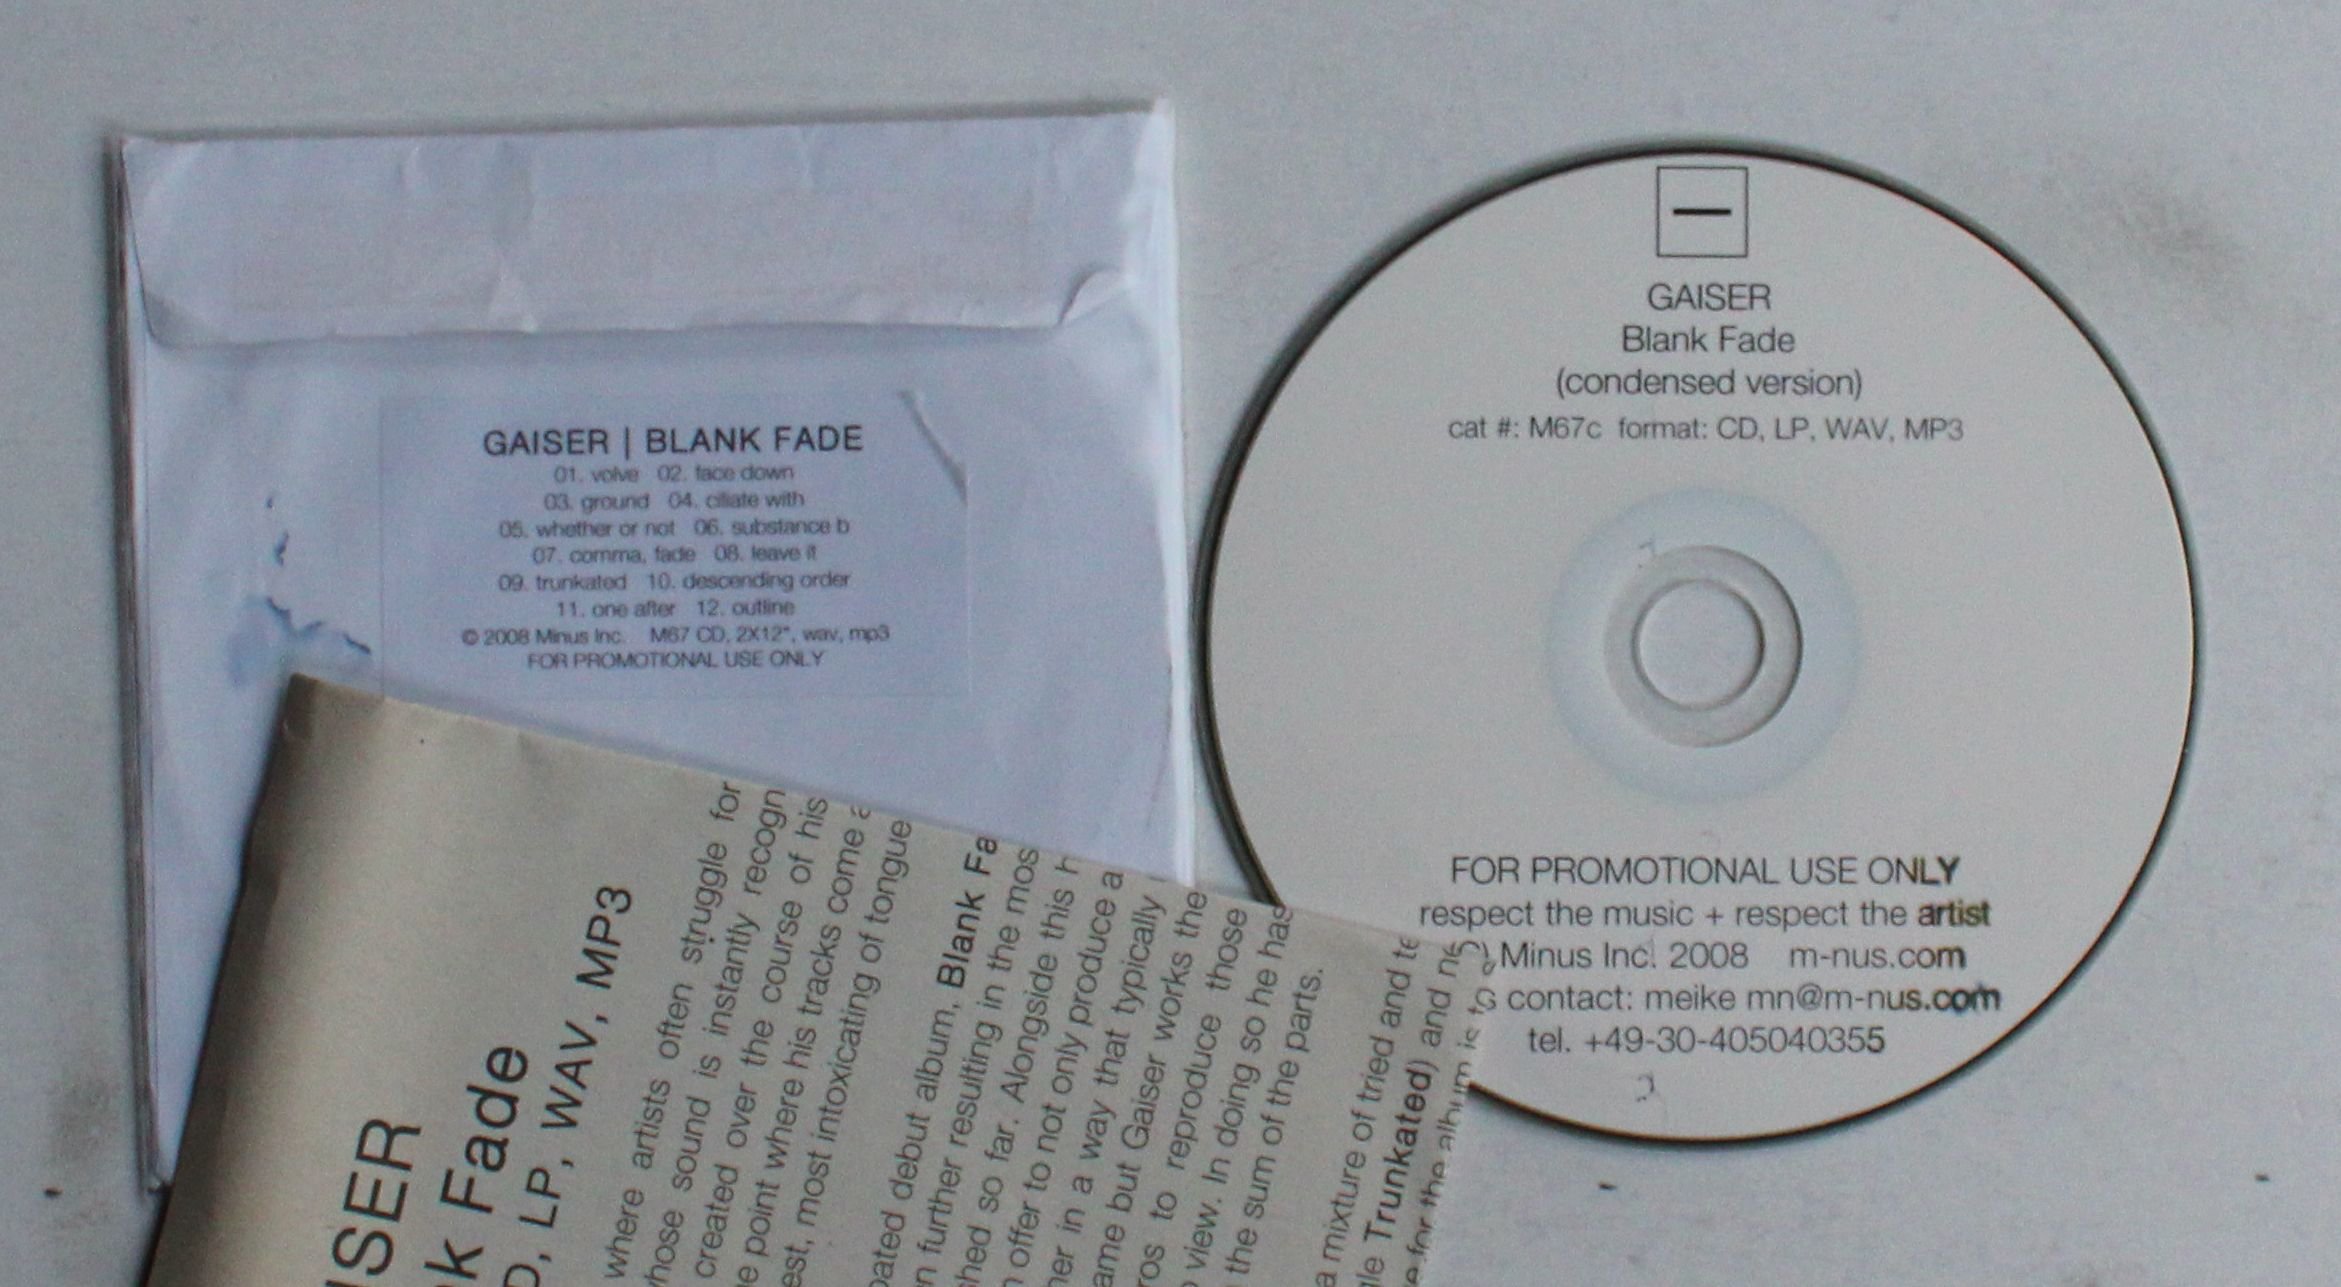 GAISER | BLANK FADE
01. volve 02. face down
03. ground 04. ciliate with
05. whether or not 06. substance b
07. comma, fade 08. leave it
09. trunkated 10. descending order
11. one after 12. outline
© 2008 Minus Inc. M67 CD, 2X12", wav, mp3
FOR PROMOTIONAL USE ONLY
GAISER
Blank Fade
(condensed version)
cat #: M67c format: CD, LP, WAV, MP3
FOR PROMOTIONAL USE ONLY
respect the music + respect the artist
Minus Inc. 2008 m-nus.com
contact: meike mn@m-nus.com
tel. +49-30-405040355
Fade
LP, WAV, MP3
where artists often struggle for
sound is instantly
created over the course of his
point where his tracks come
most intoxicating of tongue
debut album, Blank
further resulting in the
so far. Alongside this
offer to not only produce a
in a way that typically
but Gaiser works the
to reproduce those
view. In doing so he has
the sum of the parts.
a mixture of tried and
Trunkated) and
for the album is